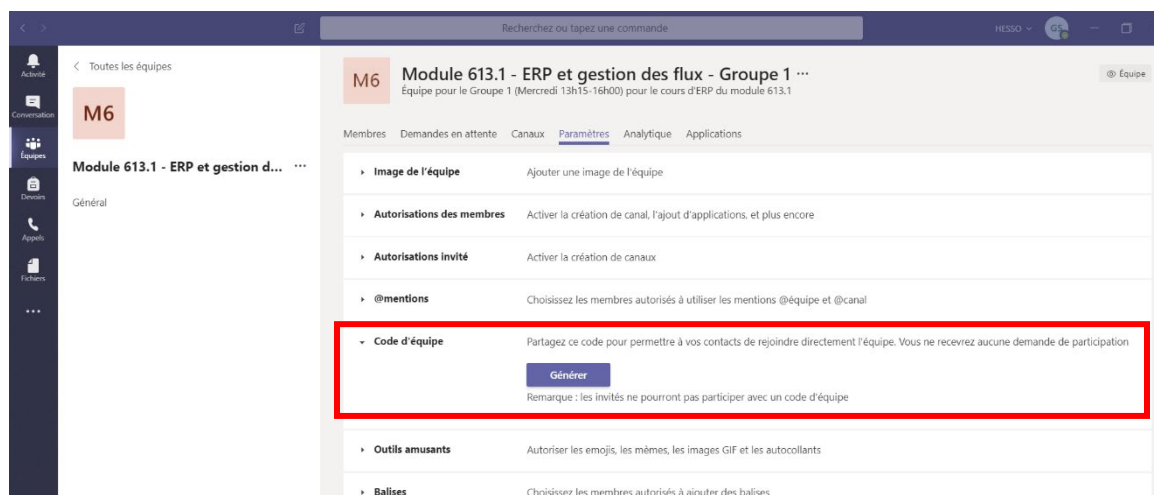 Recherchez ou tapez une commande
HESSO
GS
Activité
Conversation
Équipes
Devoirs
Appels
Fichiers
Toutes les équipes
M6
Module 613.1 - ERP et gestion d... ...
Général
M6
Module 613.1 - ERP et gestion des flux - Groupe 1 ...
Équipe pour le Groupe 1 (Mercredi 13h15-16h00) pour le cours d'ERP du module 613.1
Équipe
Membres Demandes en attente Canaux Paramètres Analytique Applications
Image de l'équipe Ajouter une image de l'équipe
Autorisations des membres Activer la création de canal, l'ajout d'applications, et plus encore
Autorisations invité Activer la création de canaux
@mentions Choisissez les membres autorisés à utiliser les mentions @équipe et @canal
Code d'équipe Partagez ce code pour permettre à vos contacts de rejoindre directement l'équipe. Vous ne recevrez aucune demande de participation
Générer
Remarque : les invités ne pourront pas participer avec un code d'équipe
Outils amusants Autoriser les emojis, les mèmes, les images GIF et les autocollants
Balises Choisissez les membres autorisés à ajouter des balises